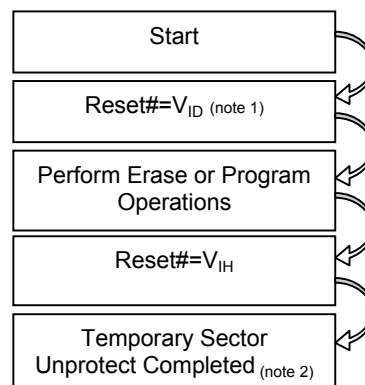 Start
Reset#=VID (note 1)
Perform Erase or Program
Operations
Reset#=VIH
Temporary Sector
Unprotect Completed (note 2)